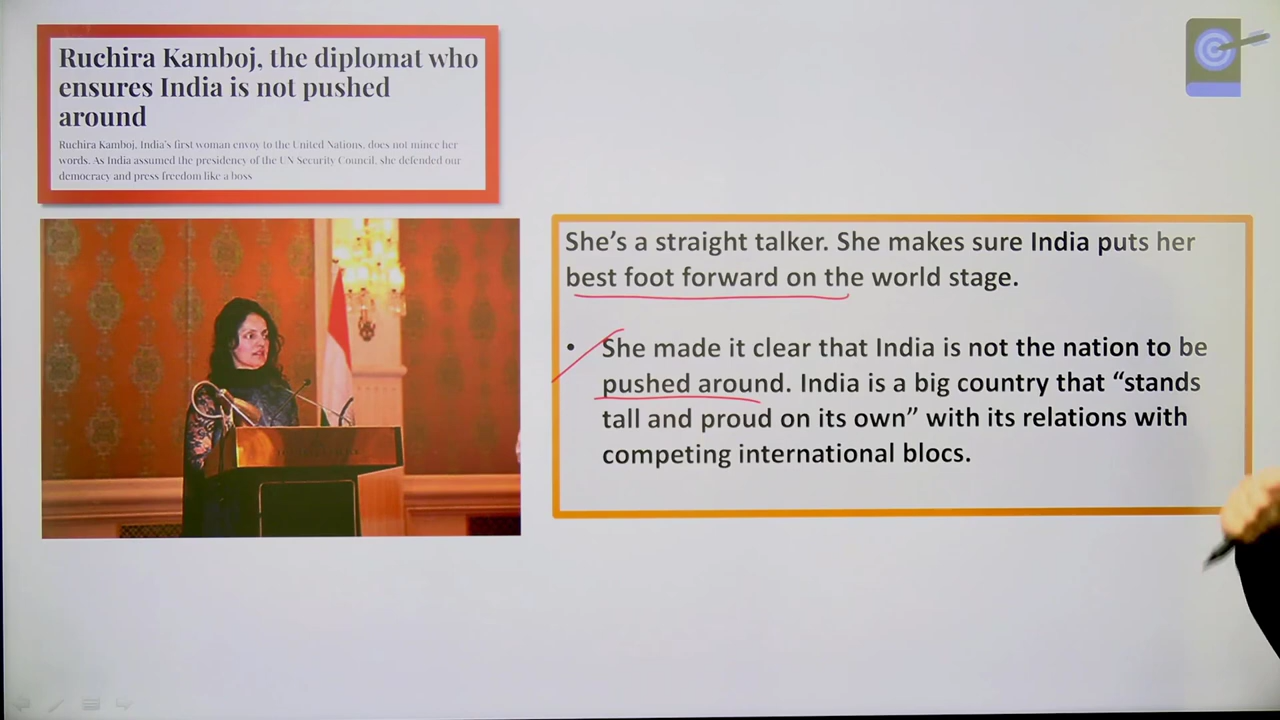 Ruchira Kamboj, the diplomat who
ensures India is not pushed
around
Ruchira Kamboj, India's first woman envoy to the United Nations, does not mince her
words. As India assumed the presidency of the UN Security Council, she defended our
democracy and press freedom like a boss
She's a straight talker. She makes sure India puts her
best foot forward on the world stage.
• She made it clear that India is not the nation to be
pushed around. India is a big country that “stands
tall and proud on its own” with its relations with
competing international blocs.